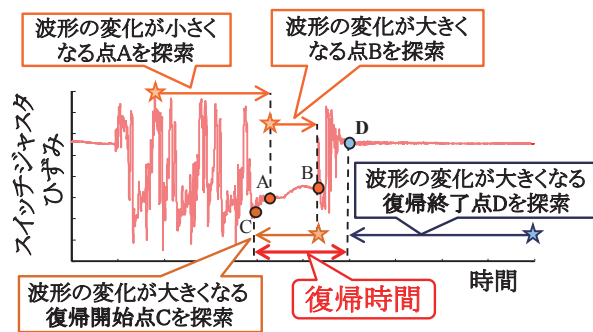 波形の変化が小さく
なる点Aを探索
波形の変化が大きく
なる点Bを探索
スイッチ・ジャスタ
ひずみ
A
B
C
D
波形の変化が大きくなる
復帰終了点Dを探索
波形の変化が大きくなる
復帰開始点Cを探索
復帰時間
時間